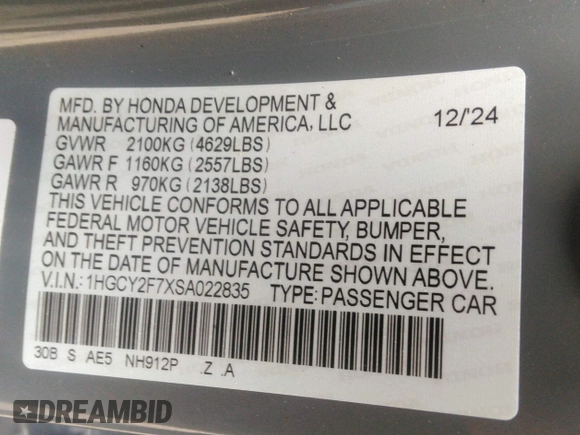 MFD. BY HONDA DEVELOPMENT &
MANUFACTURING OF AMERICA, LLC 12/'24
GVWR 2100KG (4629LBS)
GAWR F 1160KG (2557LBS)
GAWR R 970KG (2138LBS)
THIS VEHICLE CONFORMS TO ALL APPLICABLE
FEDERAL MOTOR VEHICLE SAFETY, BUMPER,
AND THEFT PREVENTION STANDARDS IN EFFECT
ON THE DATE OF MANUFACTURE SHOWN ABOVE.
V.I.N.: 1HGCY2F7XSA022835 TYPE: PASSENGER CAR
30B S AE5 NH912P .Z .A
DREAMBID